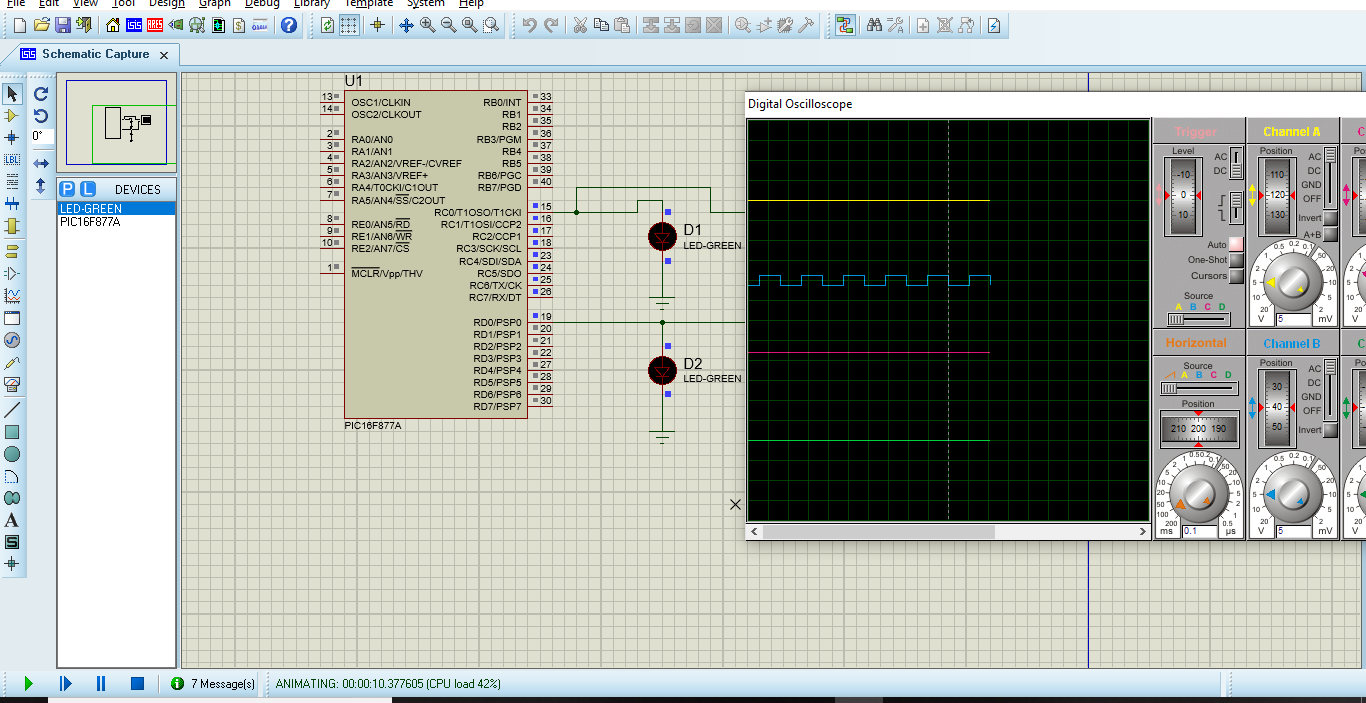 File Edit View Tool Design Graph Debug Library Template System Help
Schematic Capture
0°
LBL
P L DEVICES
LED-GREEN
PIC16F877A
A
S
U1
13 OSC1/CLKIN RB0/INT 33
14 OSC2/CLKOUT RB1 34
RB2 35
2 RA0/AN0 RB3/PGM 36
3 RA1/AN1 RB4 37
4 RA2/AN2/VREF-/CVREF RB5 38
5 RA3/AN3/VREF+ RB6/PGC 39
6 RA4/T0CKI/C1OUT RB7/PGD 40
7 RA5/AN4/SS/C2OUT
RC0/T1OSO/T1CKI 15
8 RE0/AN5/RD RC1/T1OSI/CCP2 16
9 RE1/AN6/WR RC2/CCP1 17
10 RE2/AN7/CS RC3/SCK/SCL 18
RC4/SDI/SDA 23
1 MCLR/Vpp/THV RC5/SDO 24
RC6/TX/CK 25
RC7/RX/DT 26
RD0/PSP0 19
RD1/PSP1 20
RD2/PSP2 21
RD3/PSP3 22
RD4/PSP4 27
RD5/PSP5 28
RD6/PSP6 29
RD7/PSP7 30
PIC16F877A
D1
LED-GREEN
D2
LED-GREEN
Digital Oscilloscope
Trigger
Level
-10
0
10
AC
DC
Auto
One-Shot
Cursors
Source
A B C D
Horizontal
Source
A B C D
Position
210 200 190
ms 0.1 µs
Channel A
Position
110
-120
-130
AC
DC
GND
OFF
Invert
A+B
V 5 mV
Channel B
Position
30
40
50
AC
DC
GND
OFF
Invert
V 5 mV
7 Message(s)
ANIMATING: 00:00:10.377605 (CPU load 42%)